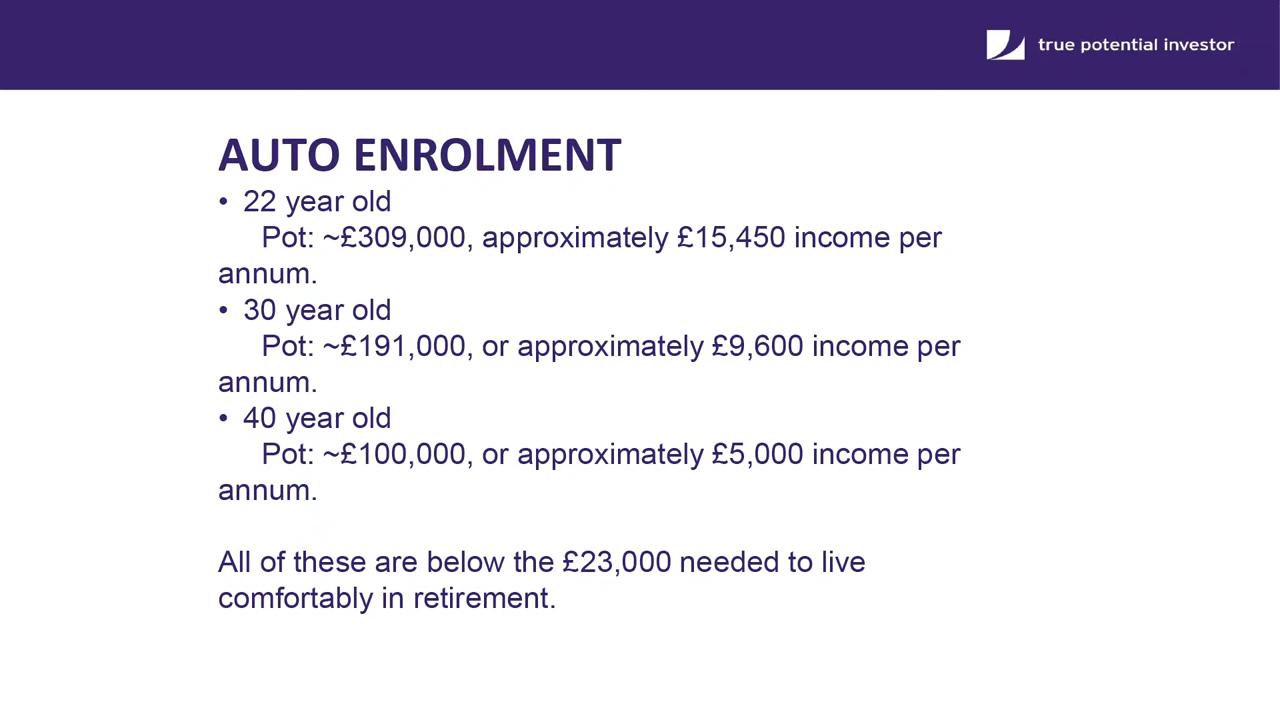 true potential investor
AUTO ENROLMENT
• 22 year old
Pot: ~£309,000, approximately £15,450 income per
annum.
• 30 year old
Pot: ~£191,000, or approximately £9,600 income per
annum.
• 40 year old
Pot: ~£100,000, or approximately £5,000 income per
annum.
All of these are below the £23,000 needed to live
comfortably in retirement.